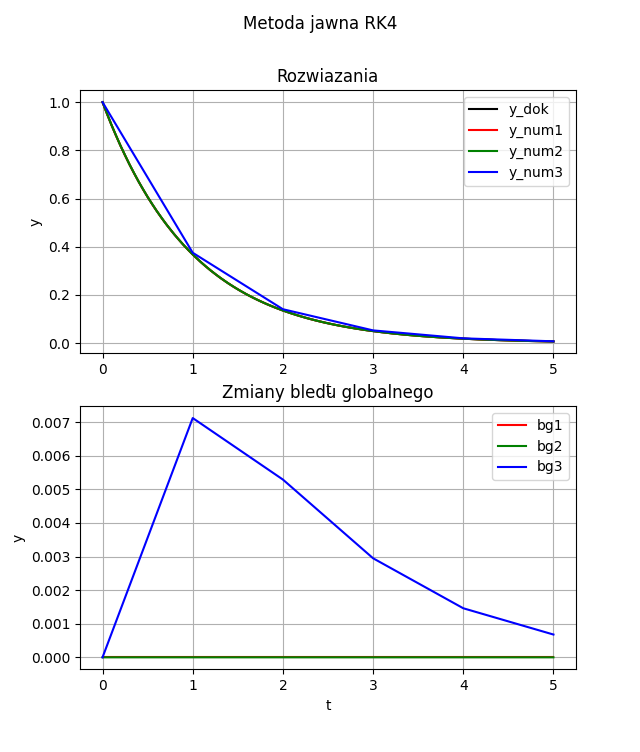 Metoda jawna RK4
Rozwiazania
y_dok
y_num1
y_num2
y_num3
y
1.0
0.8
0.6
0.4
0.2
0.0
0 1 2 3 4 5
t
Zmiany bledu globalnego
bg1
bg2
bg3
y
0.007
0.006
0.005
0.004
0.003
0.002
0.001
0.000
0 1 2 3 4 5
t